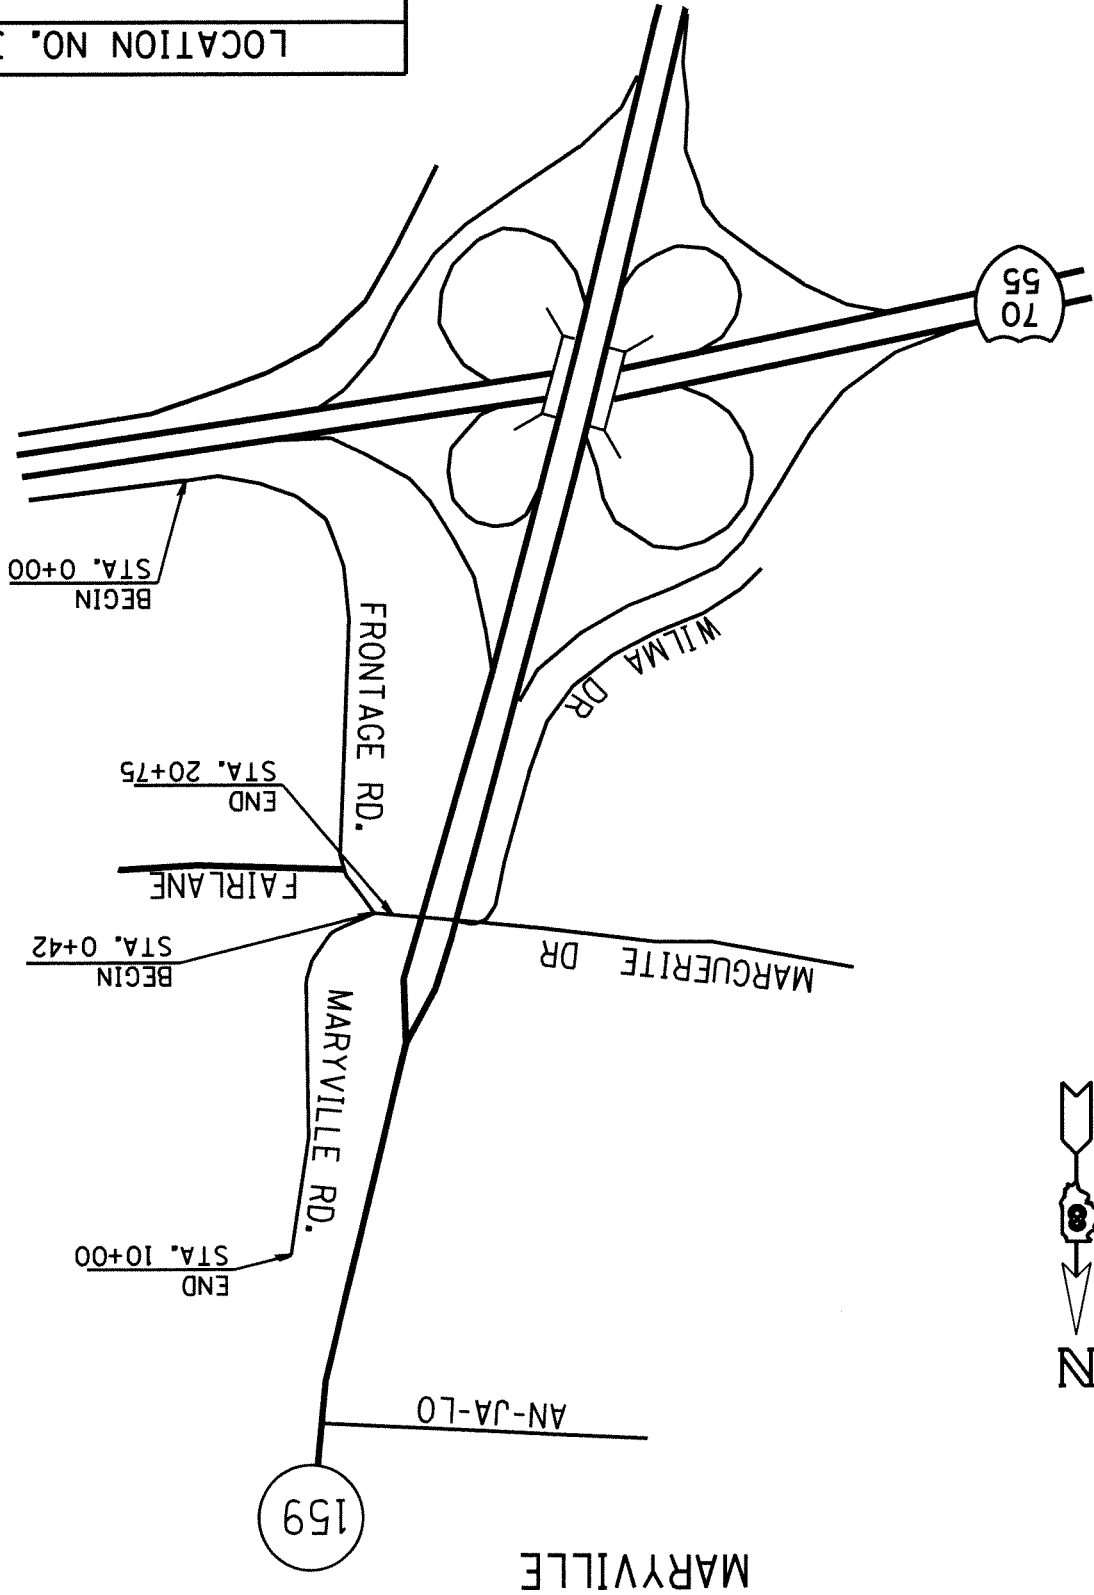 MARYVILLE
159
AN-JA-LO
N
8
END
STA. 10+00
MARYVILLE RD.
MARGUERITE DR
BEGIN
STA. 0+42
FAIRLANE
END
STA. 20+75
FRONTAGE RD.
WILMA DR
BEGIN
STA. 0+00
70
55
LOCATION NO.